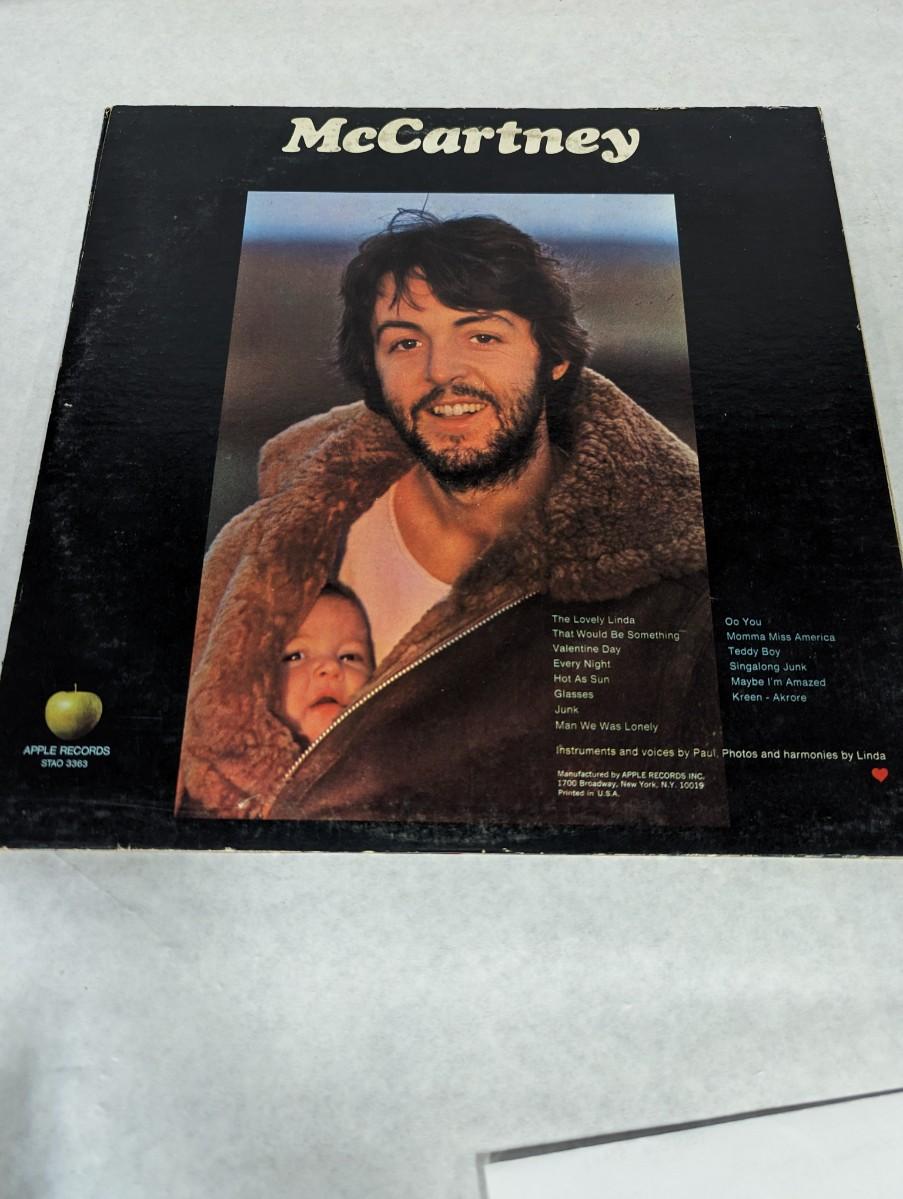 McCartney
The Lovely Linda
That Would Be Something
Valentine Day
Every Night
Hot As Sun
Glasses
Junk
Man We Was Lonely
Oo You
Momma Miss America
Teddy Boy
Singalong Junk
Maybe I'm Amazed
Kreen - Akrore
Instruments and voices by Paul, Photos and harmonies by Linda
Manufactured by APPLE RECORDS INC.
1700 Broadway, New York, N.Y. 10019
Printed in U.S.A.
APPLE RECORDS
STAO 3363